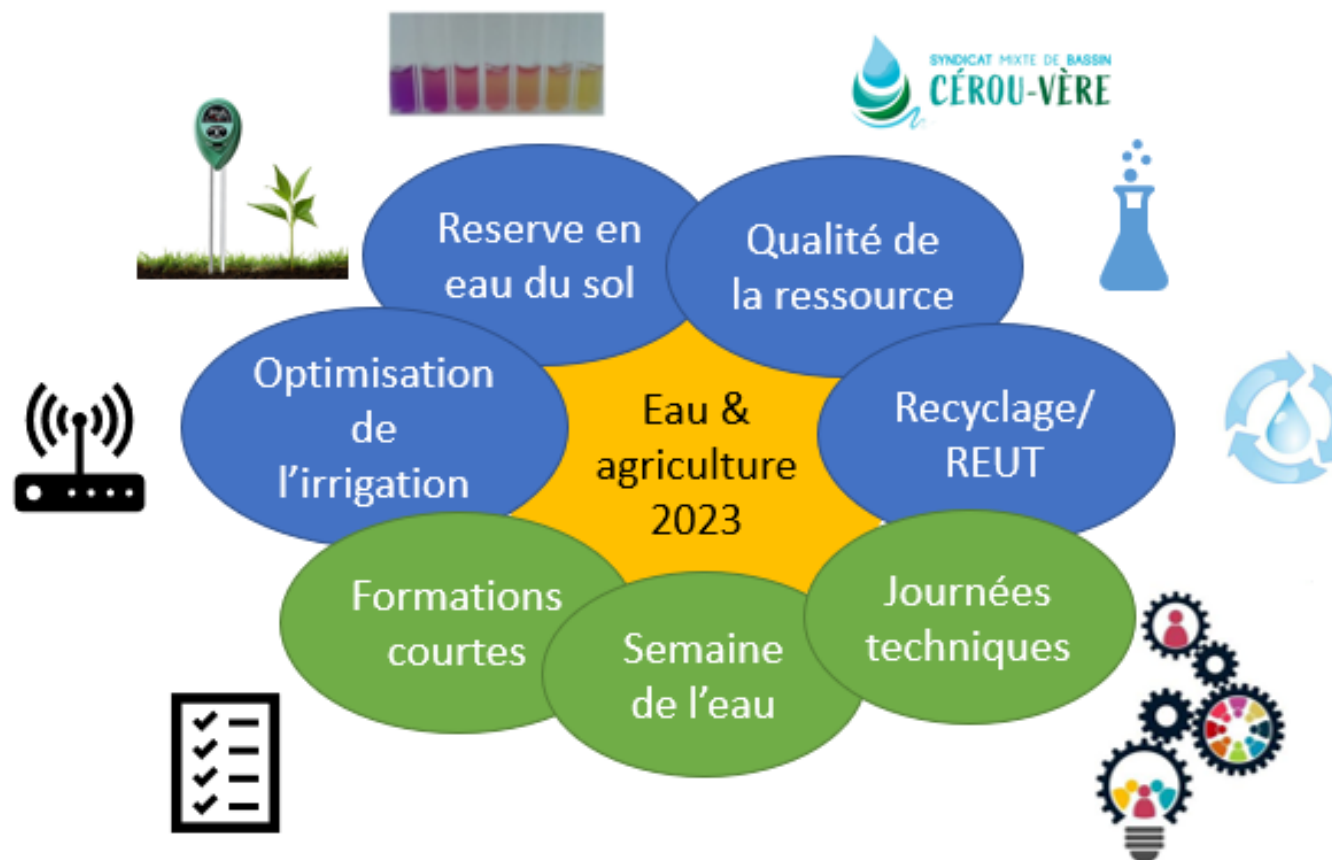 SYNDICAT MIXTE DE BASSIN
CÉROU-VÈRE
Reserve en
eau du sol
Qualité de
la ressource
Optimisation
de
l'irrigation
Eau &
agriculture
2023
Recyclage/
REUT
Formations
courtes
Semaine
de l'eau
Journées
techniques